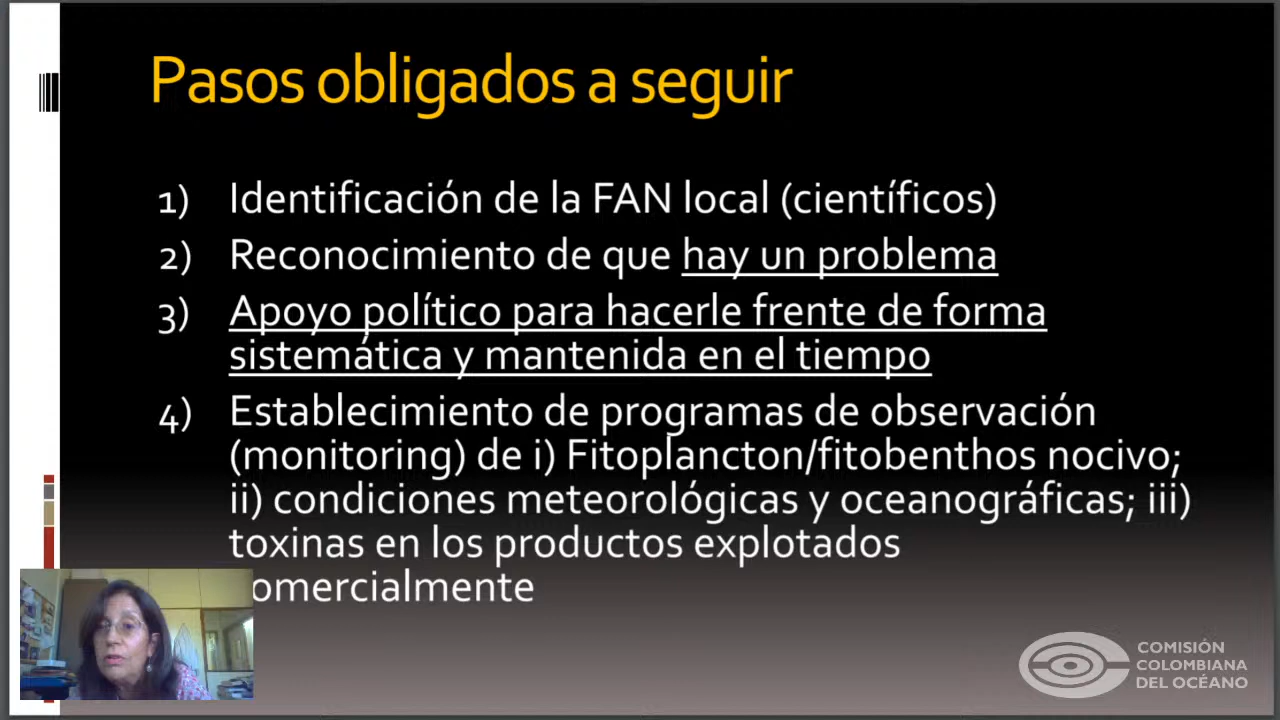 Pasos obligados a seguir
1) Identificación de la FAN local (científicos)
2) Reconocimiento de que hay un problema
3) Apoyo político para hacerle frente de forma
sistemática y mantenida en el tiempo
4) Establecimiento de programas de observación
(monitoring) de i) Fitoplancton/fitobenthos nocivo;
ii) condiciones meteorológicas y oceanográficas; iii)
toxinas en los productos explotados
omercialmente
COMISIÓN
COLOMBIANA
DEL OCÉANO